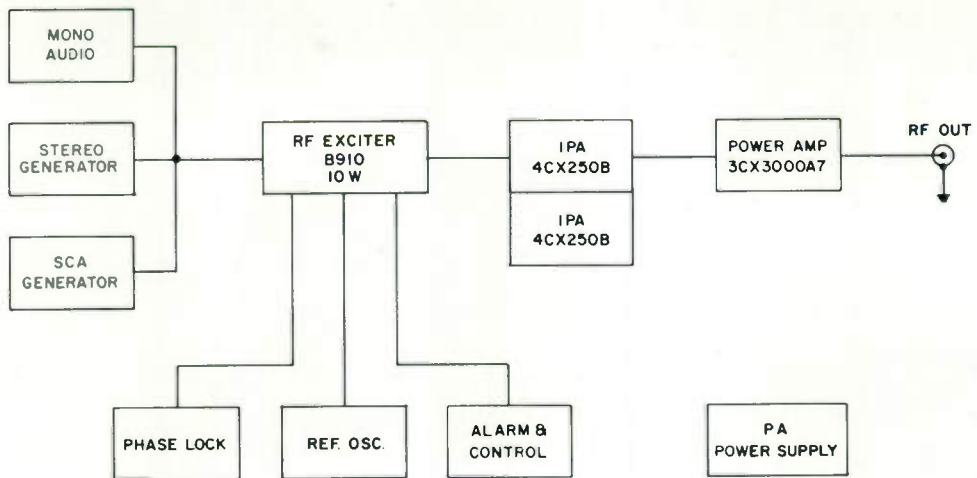 MONO
AUDIO
STEREO
GENERATOR
SCA
GENERATOR
RF EXCITER
B910
10W
IPA
4CX250B
IPA
4CX250B
POWER AMP
3CX3000A7
RF OUT
PHASE LOCK
REF. OSC.
ALARM &
CONTROL
PA
POWER SUPPLY